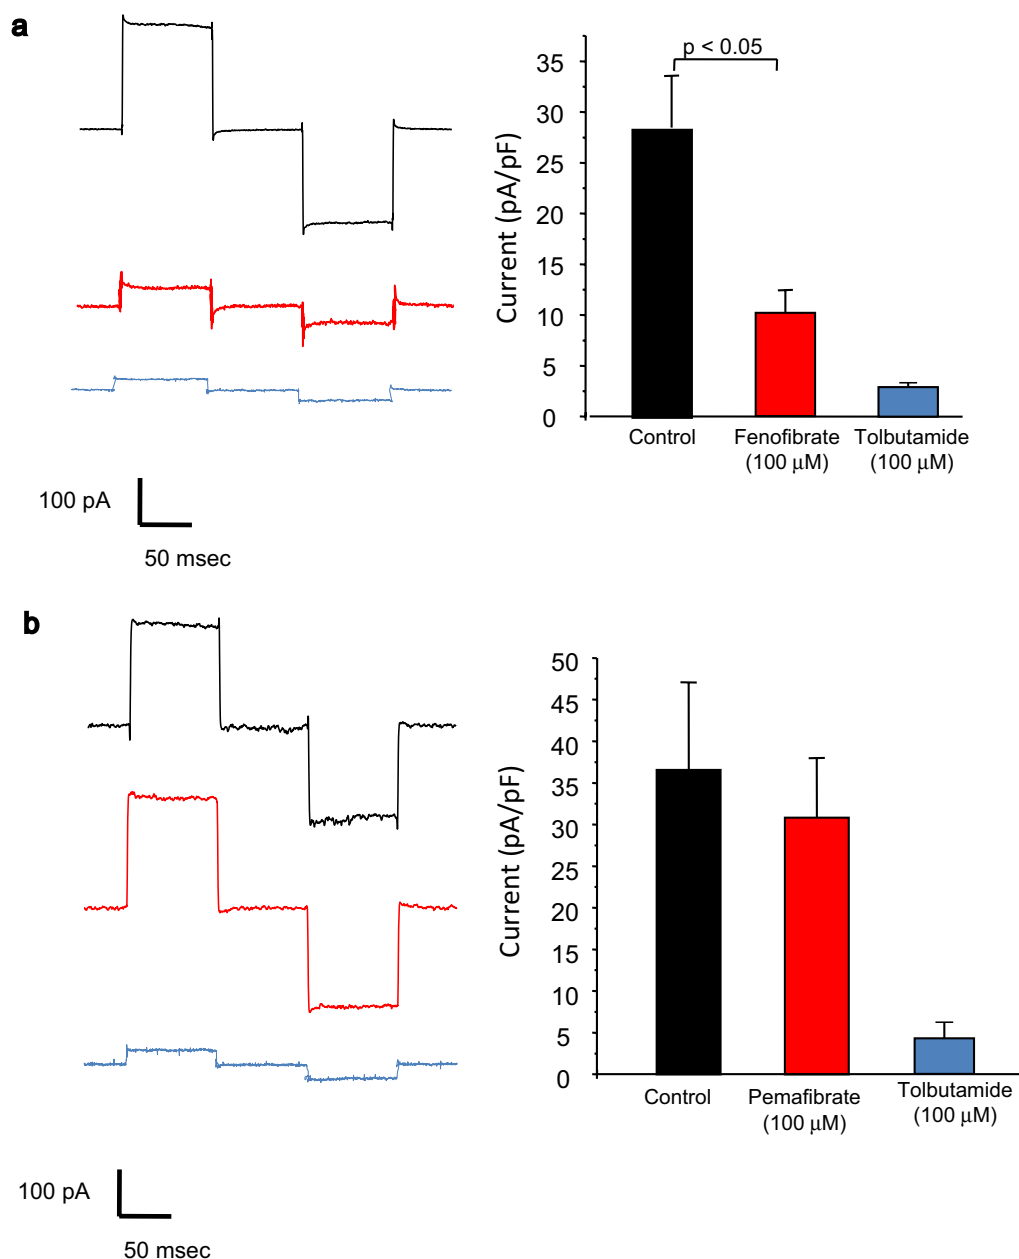 a
p < 0.05
Current (pA/pF)
35
30
25
20
15
10
5
0
Control
Fenofibrate
(100 μM)
Tolbutamide
(100 μM)
100 pA
50 msec
b
Current (pA/pF)
50
45
40
35
30
25
20
15
10
5
0
Control
Pemafibrate
(100 μM)
Tolbutamide
(100 μM)
100 pA
50 msec